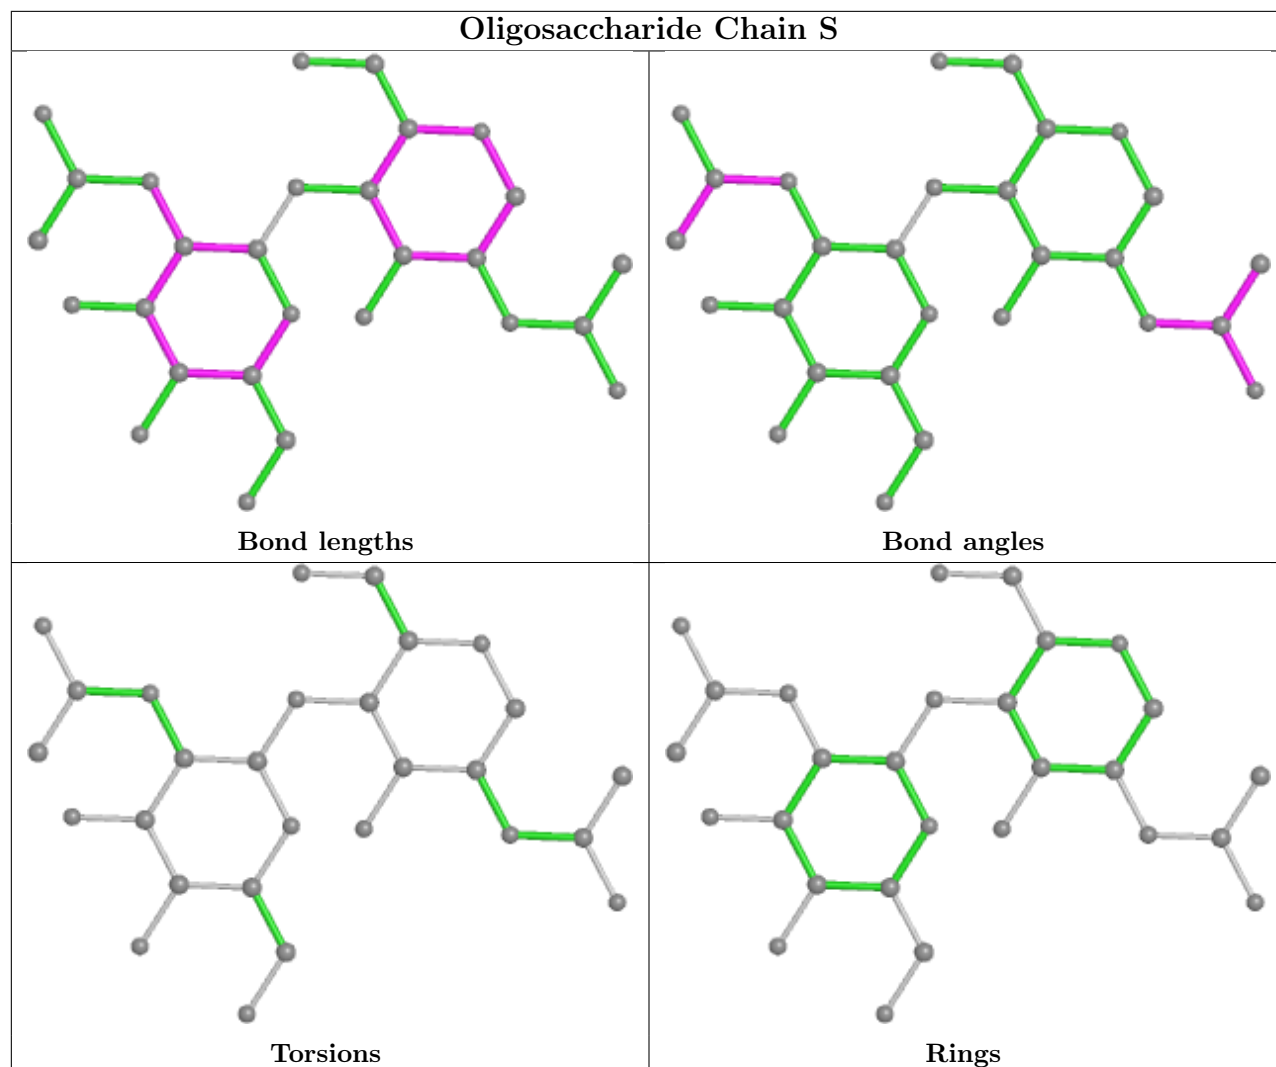 Oligosaccharide Chain S
Bond lengths
Bond angles
Torsions
Rings